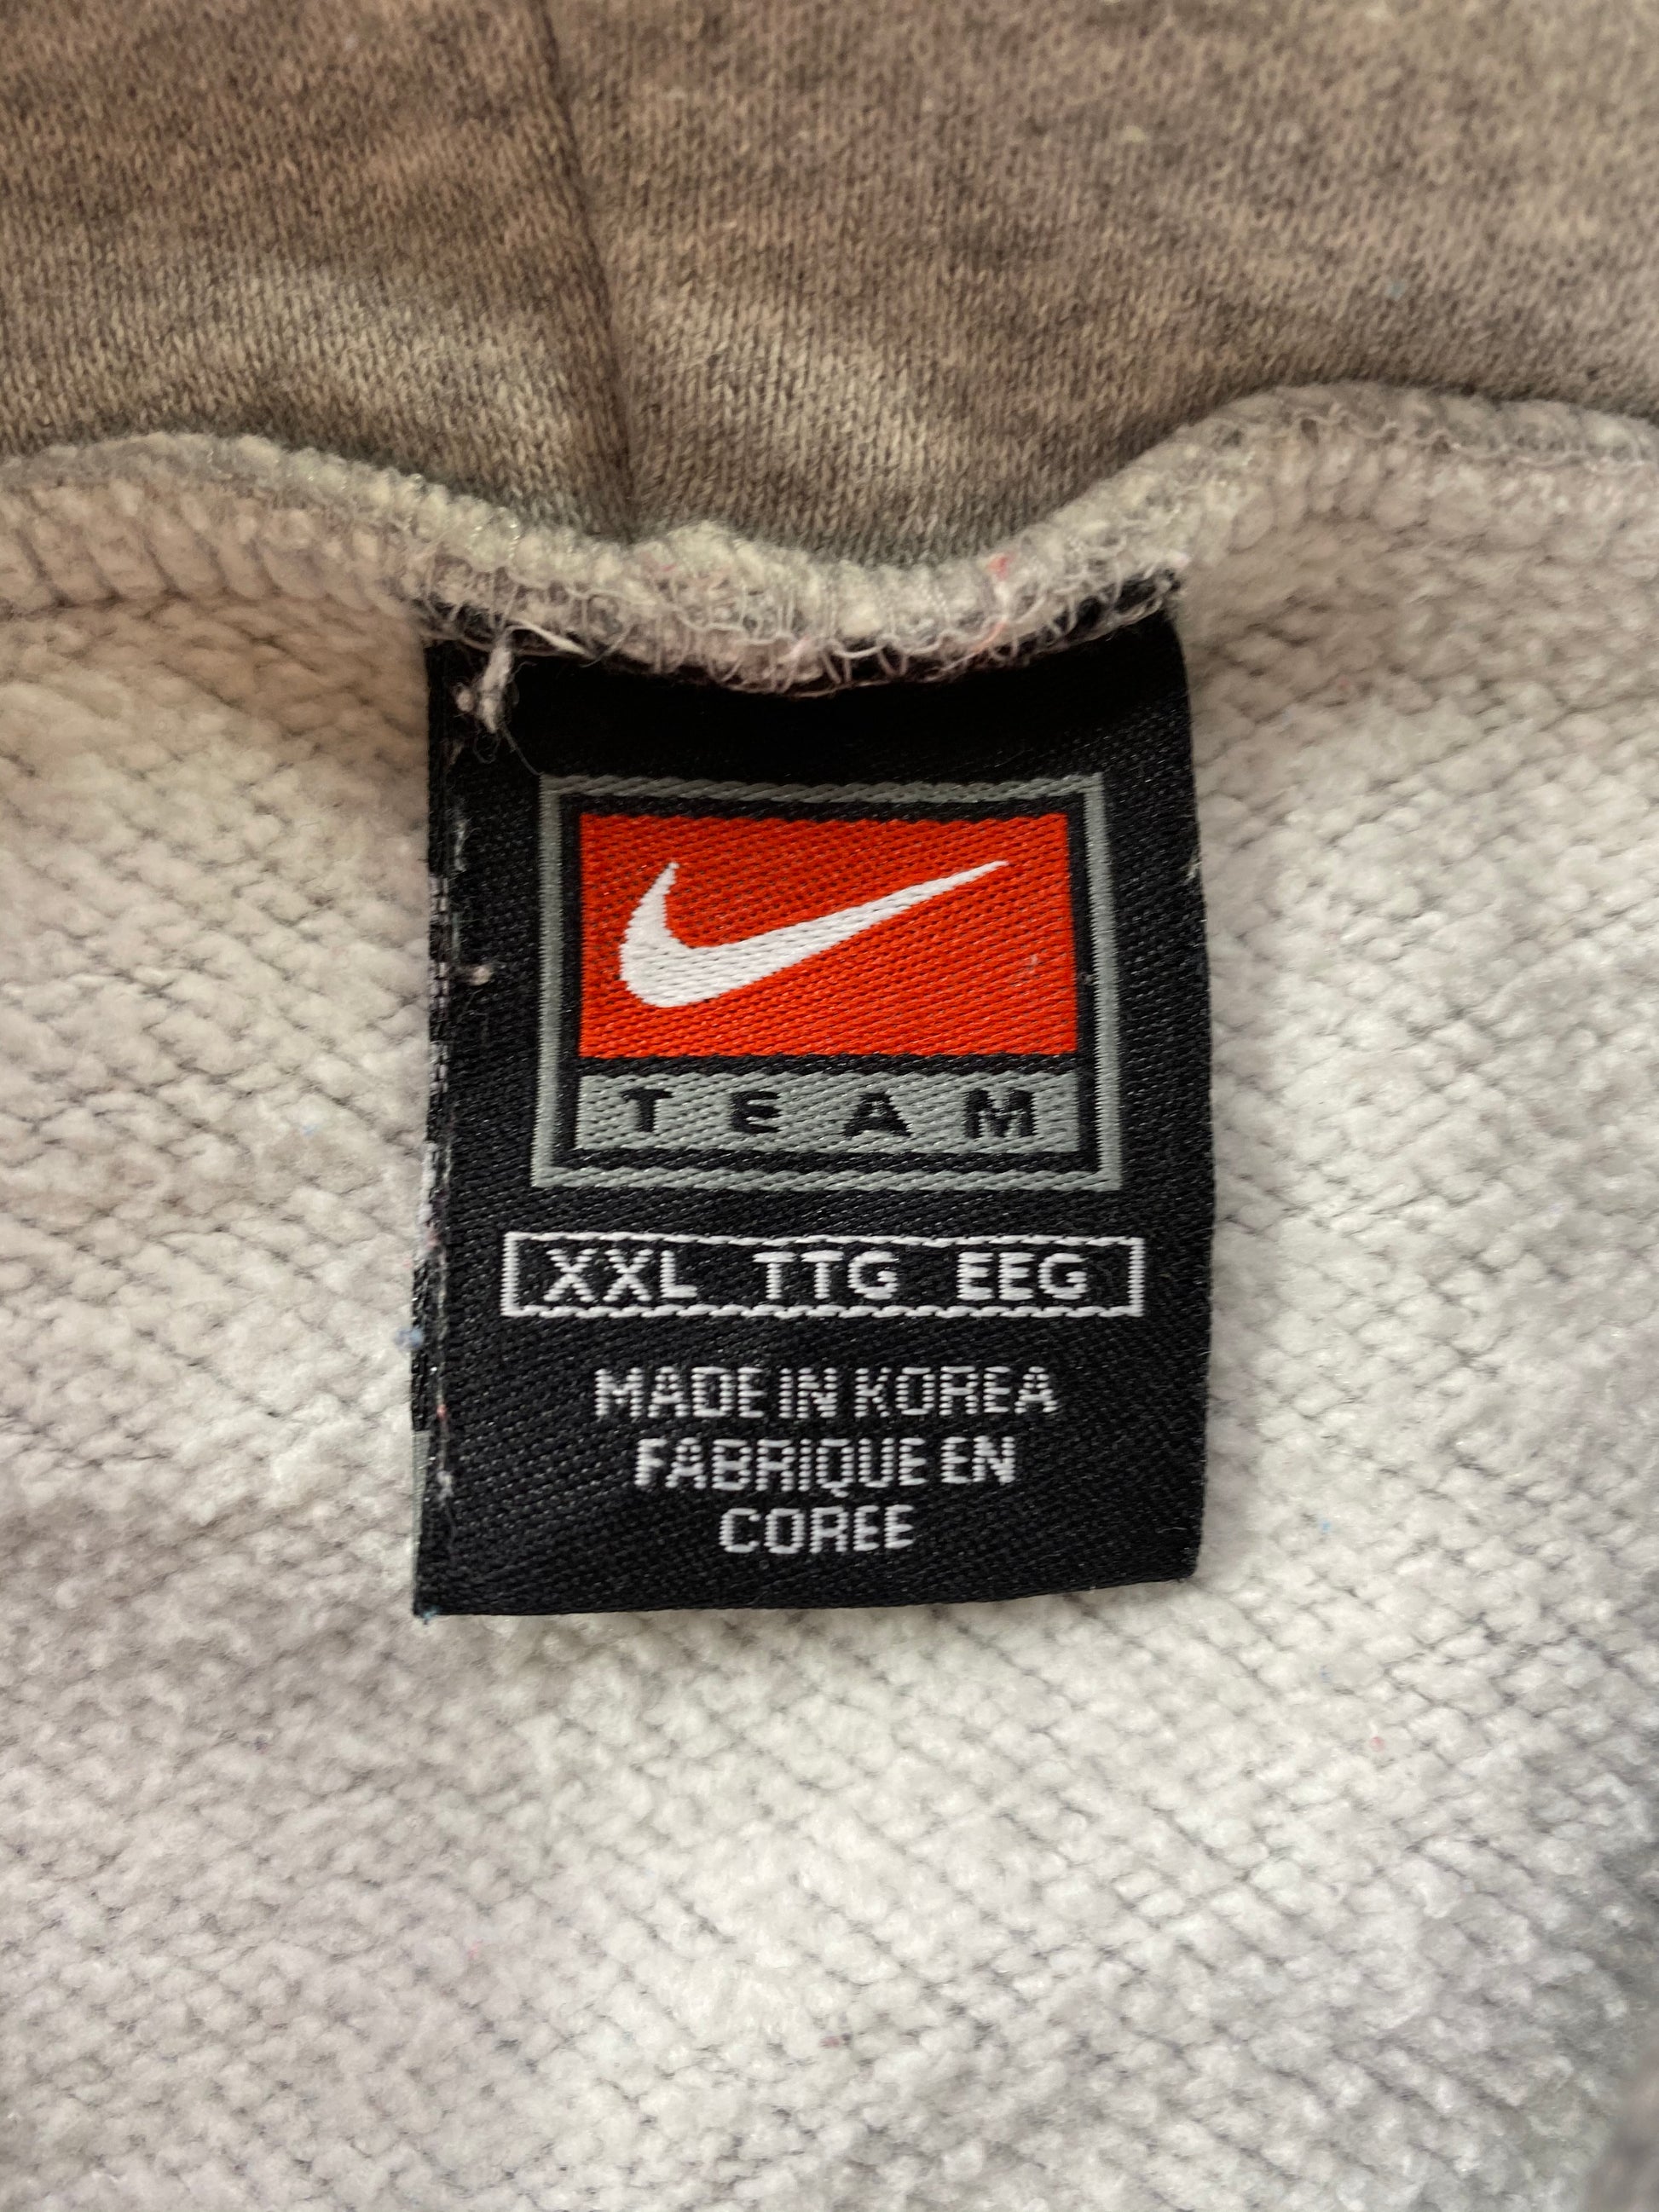 TEAM
XXL TTG EEG
MADE IN KOREA
FABRIQUE EN
COREE